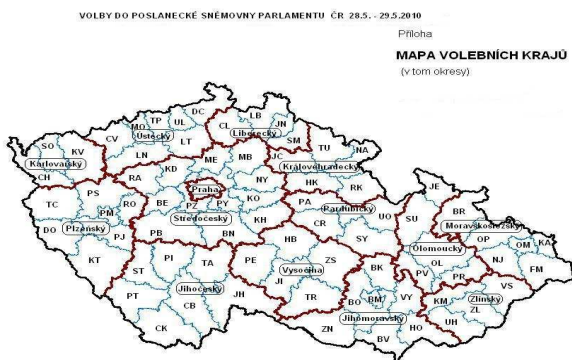 VOLBY DO POSLANECKÉ SNĚMOVNY PARLAMENTU ČR 28.5. - 29.5.2010
Příloha
MAPA VOLEBNÍCH KRAJŮ
(v tom okresy)
DC
TP
UL
MO
Ústecký
CV
LT
LN
CL
LB
JN
Liberecký
SM
SO
KV
Karlovarský
CH
TU
NA
JC
Královéhradecký
HK
RK
RA
KD
ME
MB
Praha
NY
BE
PZ
PY
KO
Středočeský
KH
PB
BN
TC
PS
RO
PM
DO
Plzeňský
PJ
KT
PA
Pardubický
CR
UO
SY
JE
SU
Olomoucký
OL
PV
PR
BR
Moravskoslezský
OP
OM
KA
NJ
FM
PI
TA
ST
Jihočeský
PT
CB
JH
CK
HB
PE
ZS
Vysočina
JI
TR
BK
BO
BM
VY
Jihomoravský
ZN
HO
BV
VS
KM
Zlínský
ZL
UH